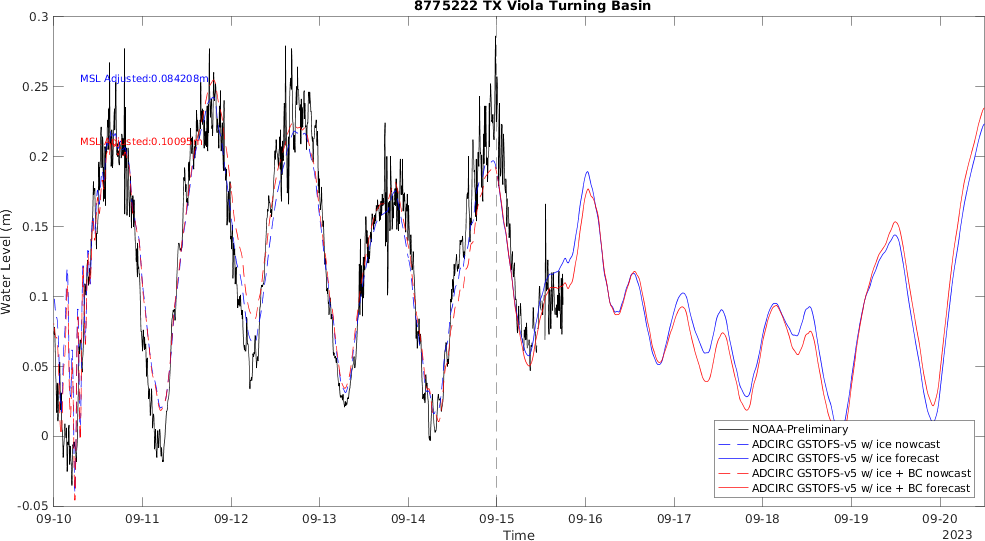 8775222 TX Viola Turning Basin
0.3
0.25
0.2
0.15
0.1
0.05
0
-0.05
Water Level (m)
MSL Adjusted:0.084208m
MSL Adjusted:0.10095m
NOAA-Preliminary
ADCIRC GSTOFS-v5 w/ ice nowcast
ADCIRC GSTOFS-v5 w/ ice forecast
ADCIRC GSTOFS-v5 w/ ice + BC nowcast
ADCIRC GSTOFS-v5 w/ ice + BC forecast
09-10 09-11 09-12 09-13 09-14 09-15 09-16 09-17 09-18 09-19 09-20
Time
2023